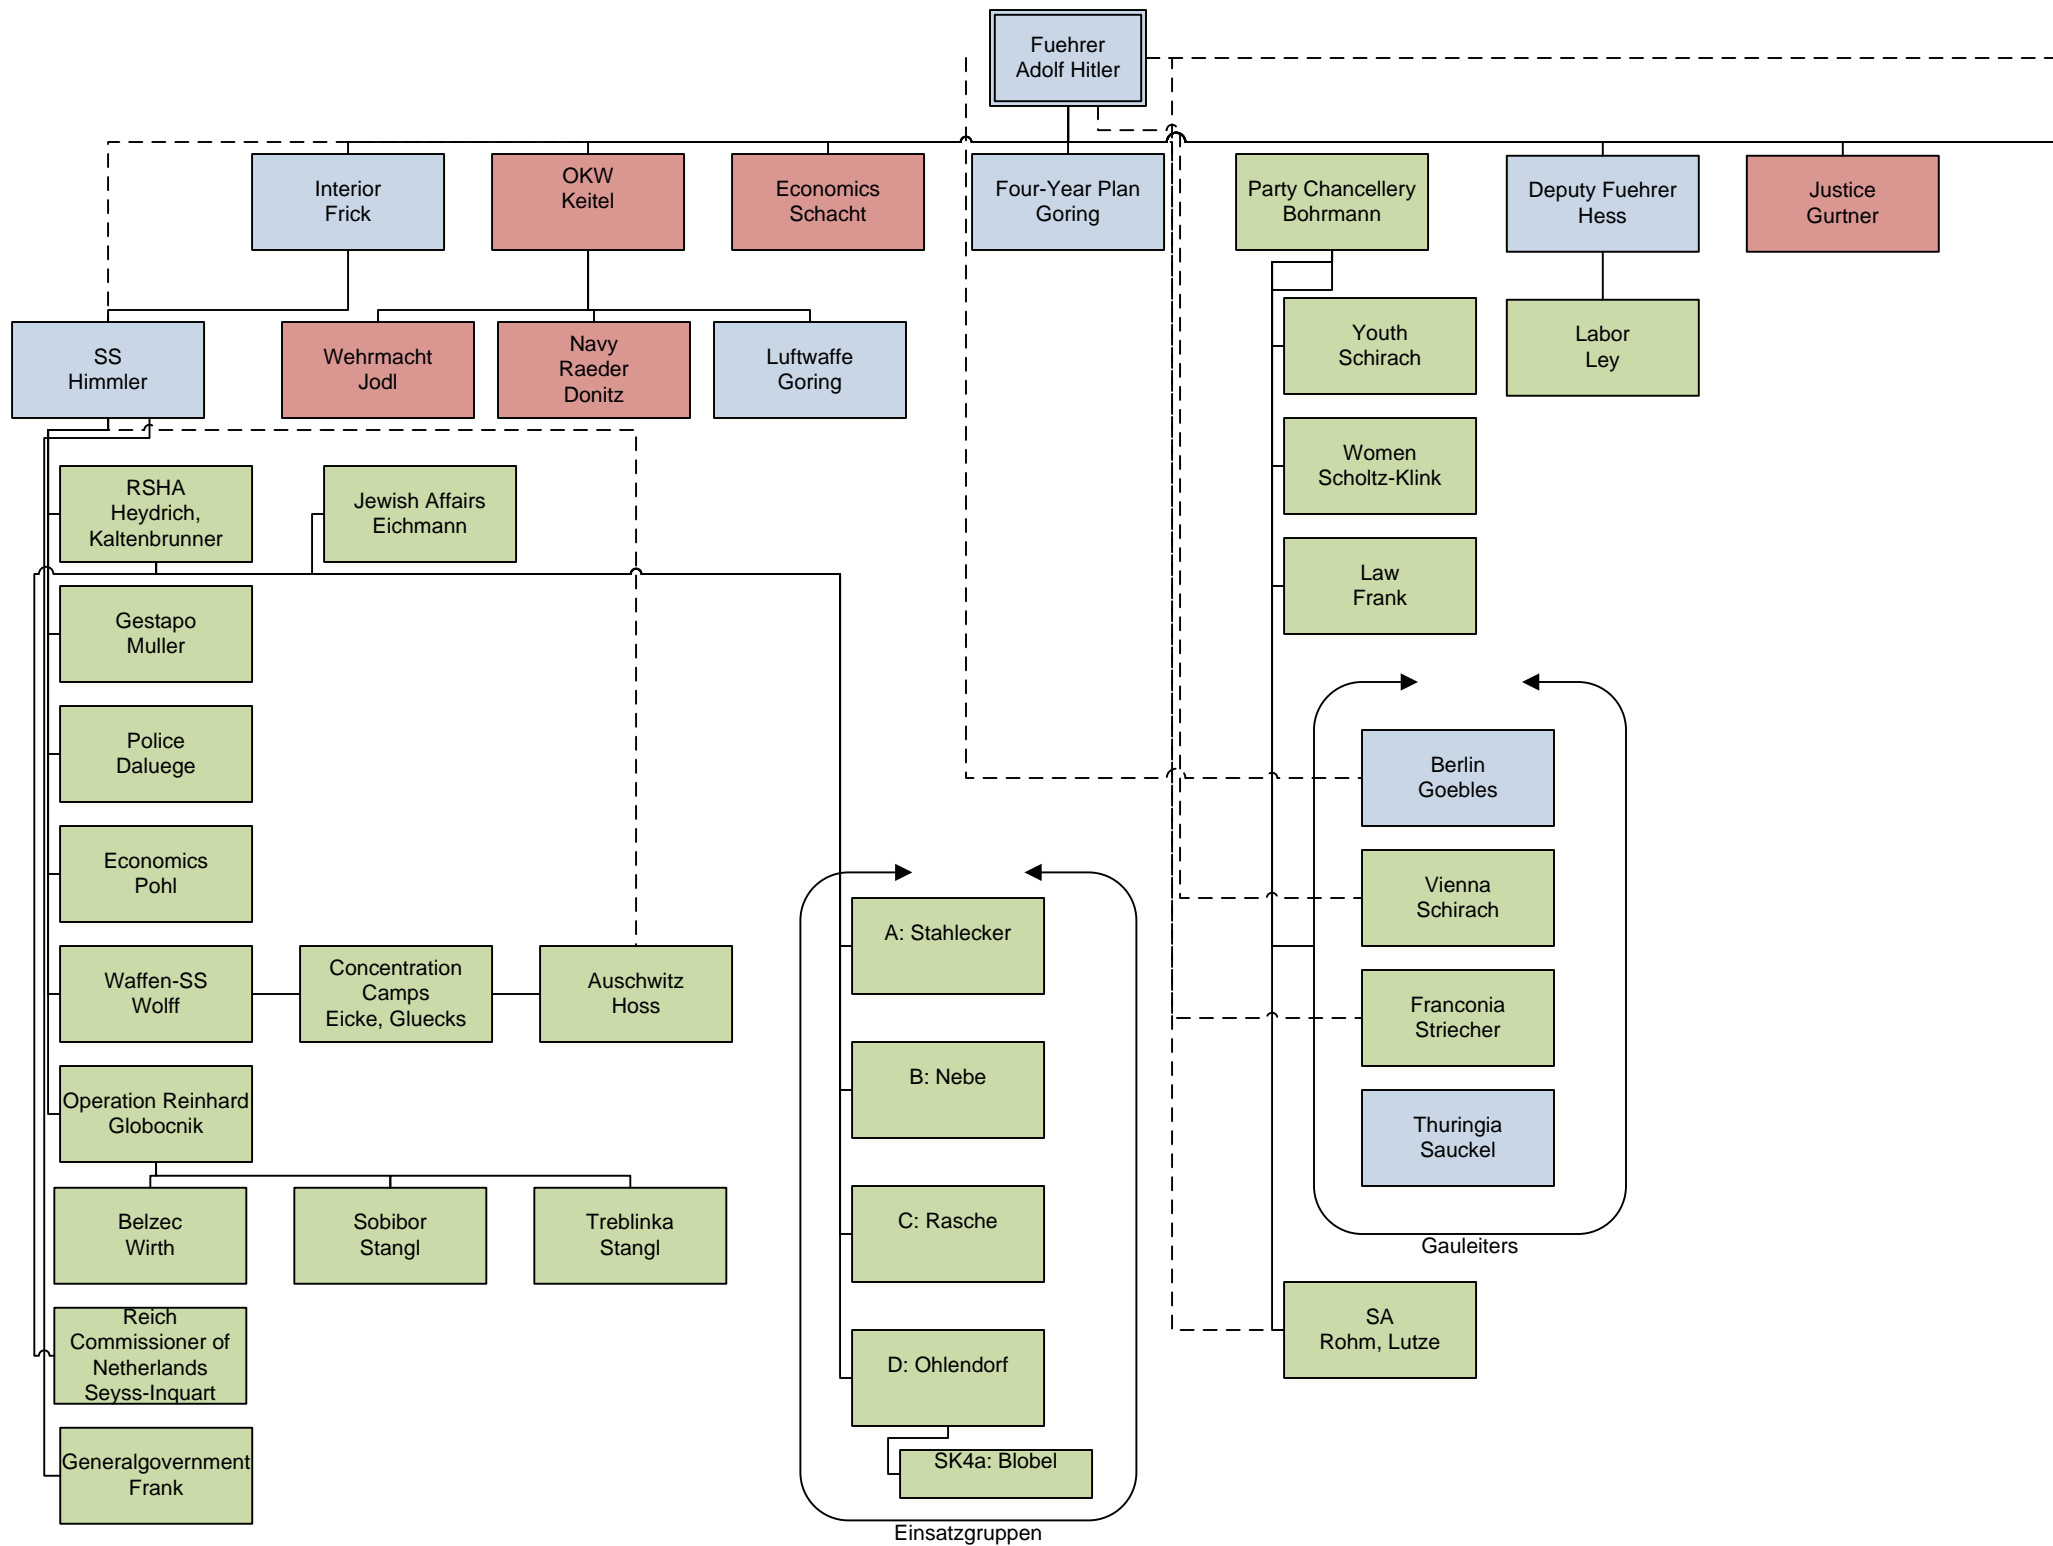 Fuehrer
Adolf Hitler
Interior
Frick
OKW
Keitel
Economics
Schacht
Four-Year Plan
Goring
Party Chancellery
Bohrmann
Deputy Fuehrer
Hess
Justice
Gurtner
SS
Himmler
Wehrmacht
Jodl
Navy
Raeder
Donitz
Luftwaffe
Goring
Youth
Schirach
Labor
Ley
Women
Scholtz-Klink
Law
Frank
RSHA
Heydrich,
Kaltenbrunner
Jewish Affairs
Eichmann
Gestapo
Muller
Police
Daluege
Economics
Pohl
Waffen-SS
Wolff
Concentration
Camps
Eicke, Gluecks
Auschwitz
Hoss
Operation Reinhard
Globocnik
Belzec
Wirth
Sobibor
Stangl
Treblinka
Stangl
Reich
Commissioner of
Netherlands
Seyss-Inquart
Generalgovernment
Frank
A: Stahlecker
B: Nebe
C: Rasche
D: Ohlendorf
SK4a: Blobel
Einsatzgruppen
Berlin
Goebles
Vienna
Schirach
Franconia
Striecher
Thuringia
Sauckel
Gauleiters
SA
Rohm, Lutze